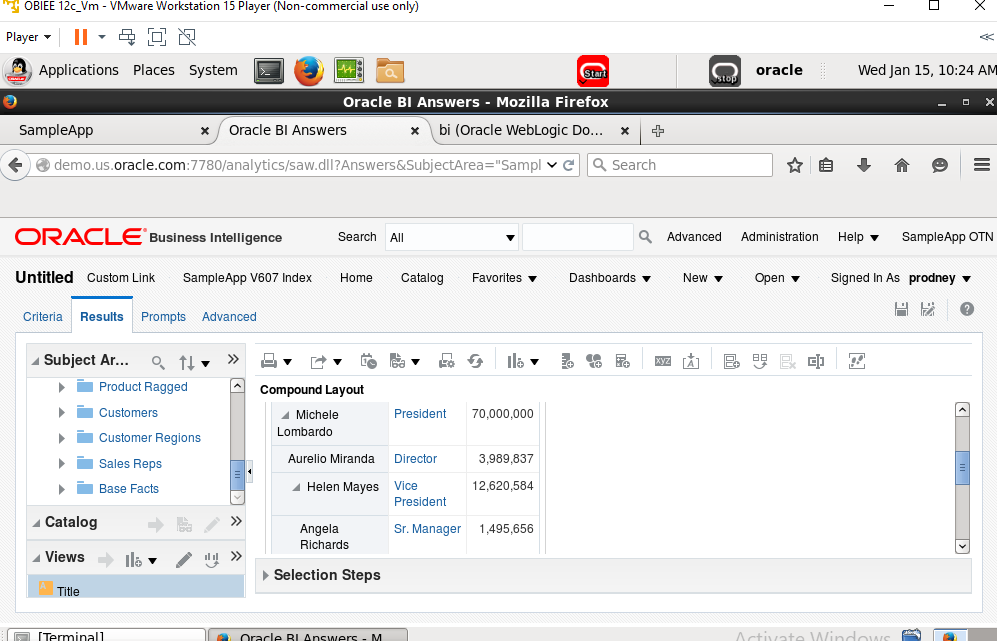 OBIEE 12c_Vm - VMware Workstation 15 Player (Non-commercial use only)
Player
Applications Places System Start stop oracle Wed Jan 15, 10:24 AM
Oracle BI Answers - Mozilla Firefox
SampleApp Oracle BI Answers bi (Oracle WebLogic Do...
demo.us.oracle.com:7780/analytics/saw.dll?Answers&SubjectArea="Sampl Search
ORACLE Business Intelligence Search All Advanced Administration Help SampleApp OTN
Untitled Custom Link SampleApp V607 Index Home Catalog Favorites Dashboards New Open Signed In As prodney
Criteria Results Prompts Advanced
Subject Ar...
XYZ
Compound Layout
Product Ragged
Customers
Customer Regions
Sales Reps
Base Facts
Michele Lombardo President 70,000,000
Aurelio Miranda Director 3,989,837
Helen Mayes Vice President 12,620,584
Angela Richards Sr. Manager 1,495,656
Catalog
Views
Title
Selection Steps
[Terminal] Oracle BI Answers - M...
Activate Windows